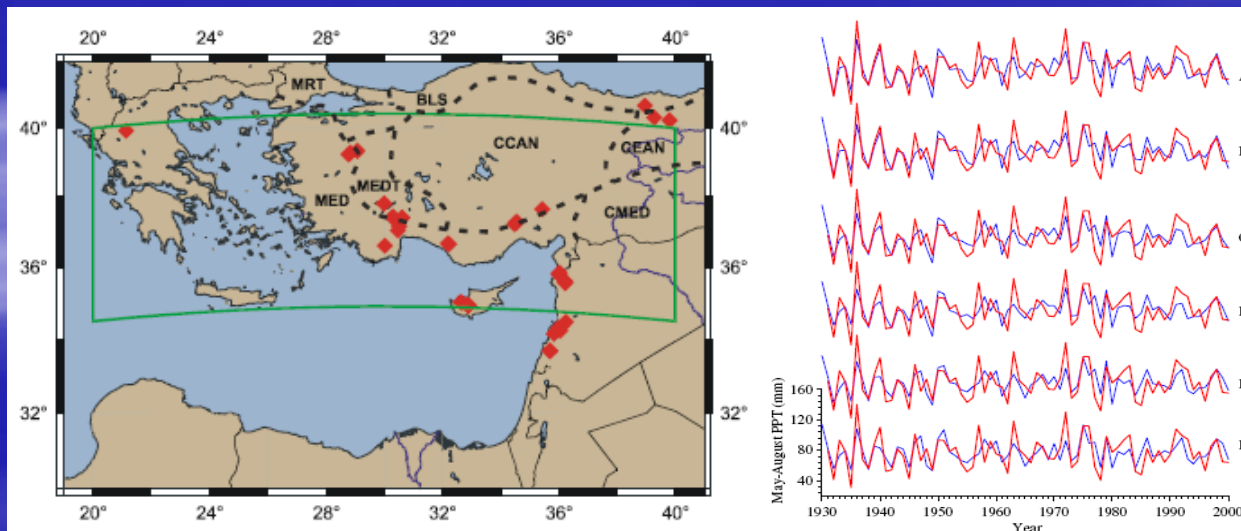 20° 24° 28° 32° 36° 40°
MRT
BLS
40° 40°
CCAN
CEAN
MEDT
MED
CMED
36° 36°
32° 32°
20° 24° 28° 32° 36° 40°
A
May-August PPT (mm)
160
120
80
40
1930 1940 1950 1960 1970 1980 1990 2000
Year